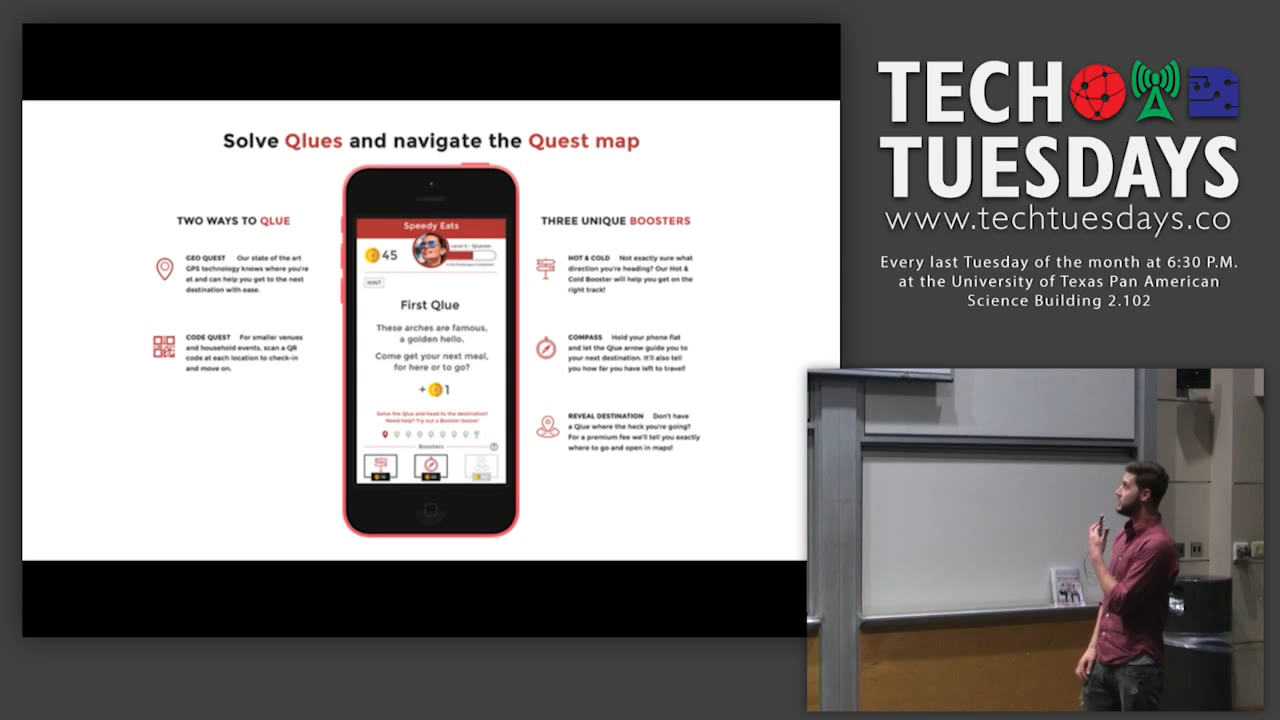 Solve Qlues and navigate the Quest map
TWO WAYS TO QLUE
GEO QUEST Our state of the art
GPS technology knows where you're
at and can help you get to the next
destination with ease.
CODE QUEST For smaller venues
and household events, scan a QR
code at each location to check-in
and move on.
Speedy Eats
45
HINT
First Qlue
These arches are famous,
a golden hello.
Come get your next meal,
for here or to go?
+ 1
Solve the Qlue and head to the destination!
Need help? Try out a Booster below!
Boosters
THREE UNIQUE BOOSTERS
HOT & COLD Not exactly sure what
direction you're heading? Our Hot &
Cold Booster will help you get on the
right track!
COMPASS Hold your phone flat
and let the Qlue arrow guide you to
your next destination. It'll also tell
you how far you have left to travel!
REVEAL DESTINATION Don't have
a Qlue where the heck you're going?
For a premium fee we'll tell you exactly
where to go and open in maps!
TECH
TUESDAYS
www.techtuesdays.co
Every last Tuesday of the month at 6:30 P.M.
at the University of Texas Pan American
Science Building 2.102